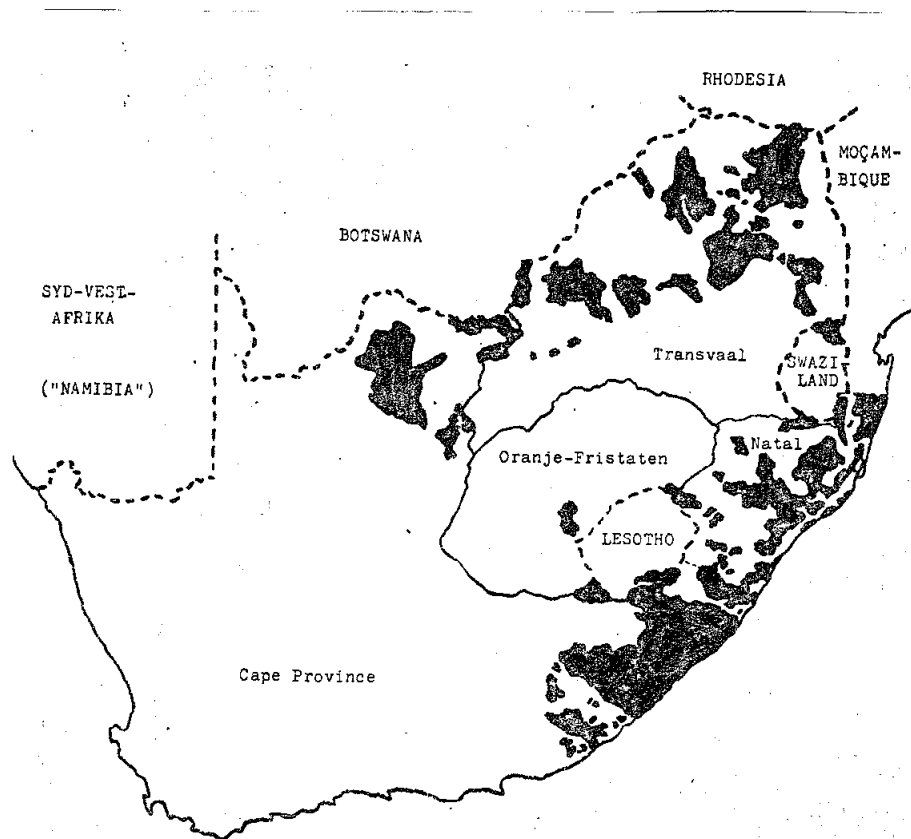 RHODESIA
MOÇAM-
BIQUE
BOTSWANA
SYD-VEST-
AFRIKA
("NAMIBIA")
Transvaal
SWAZI-
LAND
Natal
Oranje-Fristaten
LESOTHO
Cape Province